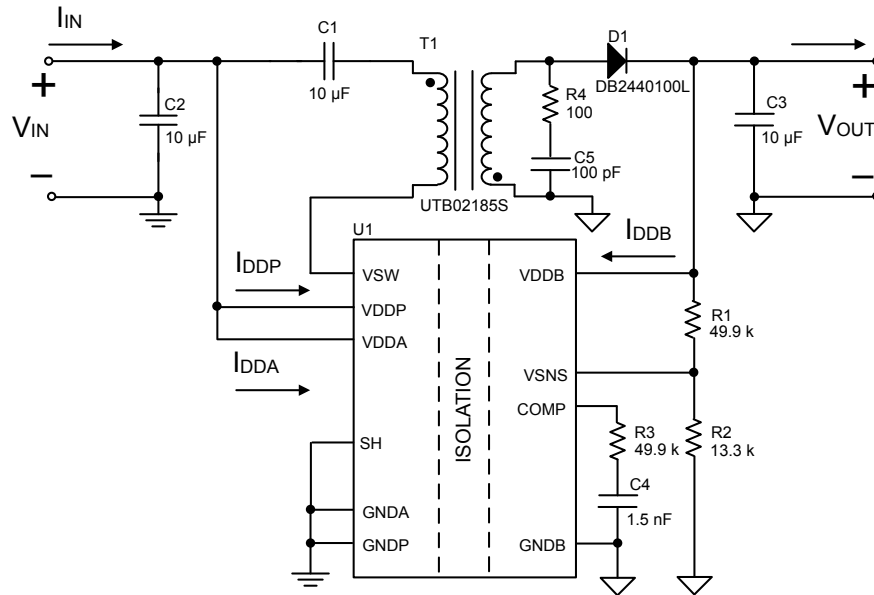 IIN
C1
T1
D1
DB2440100L
+
VIN
−
C2
10 µF
10 µF
R4
100
C5
100 pF
C3
10 µF
+
VOUT
−
UTB02185S
U1
IDDB
IDDP
IDDA
VSW
VDDP
VDDA
SH
GNDA
GNDP
ISOLATION
VDDB
VSNS
COMP
GNDB
R1
49.9 k
R3
49.9 k
R2
13.3 k
C4
1.5 nF